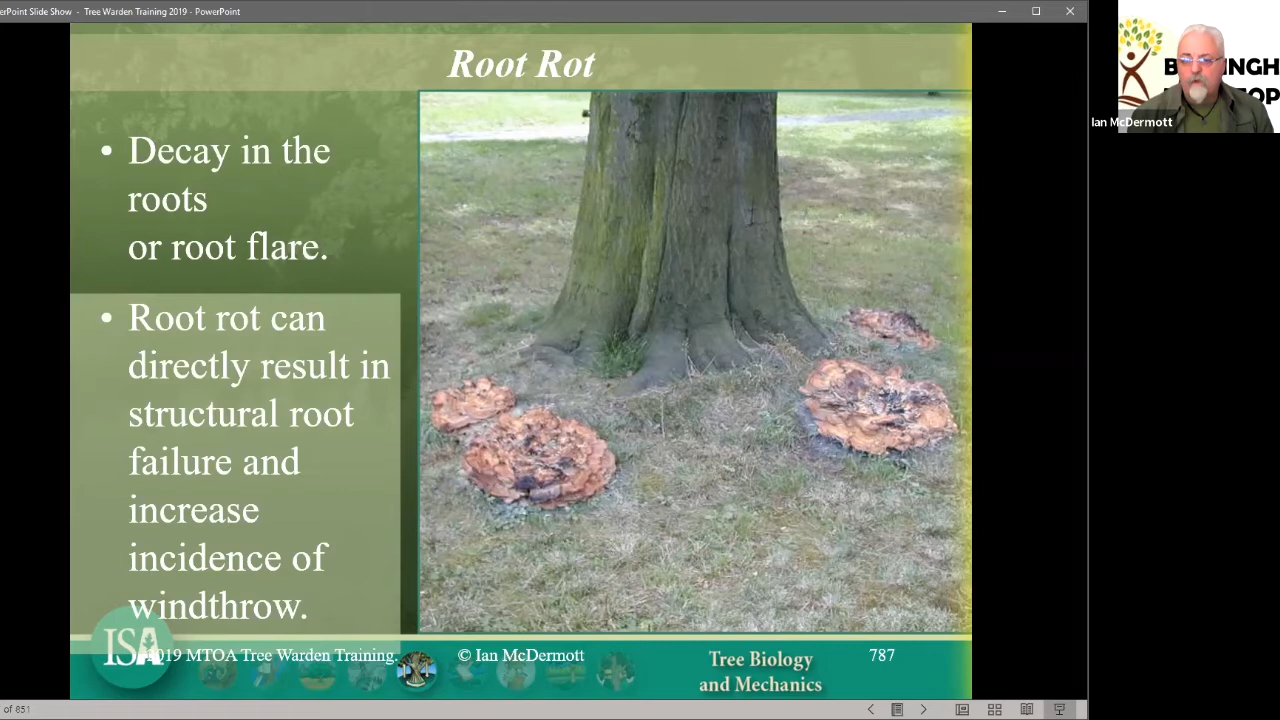 erPoint Slide Show - Tree Warden Training 2019 - PowerPoint
Root Rot
• Decay in the
roots
or root flare.
• Root rot can
directly result in
structural root
failure and
increase
incidence of
windthrow.
ISA
2019 MTOA Tree Warden Training.
© Ian McDermott
Tree Biology
and Mechanics
787
of 851
Ian McDermott